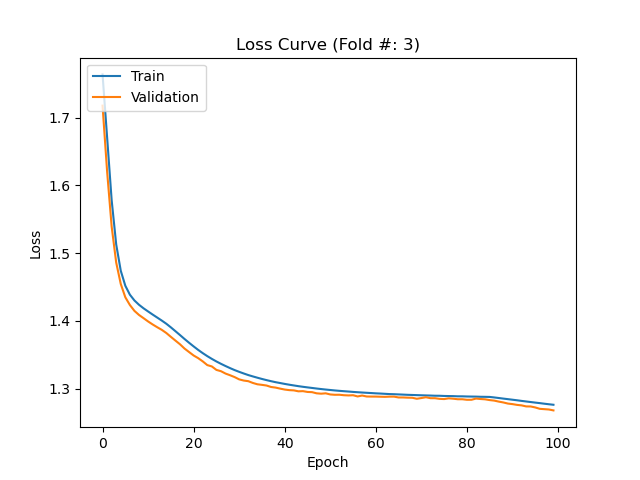 Loss Curve (Fold #: 3)
Train
Validation
1.7
1.6
1.5
1.4
1.3
Loss
0 20 40 60 80 100
Epoch